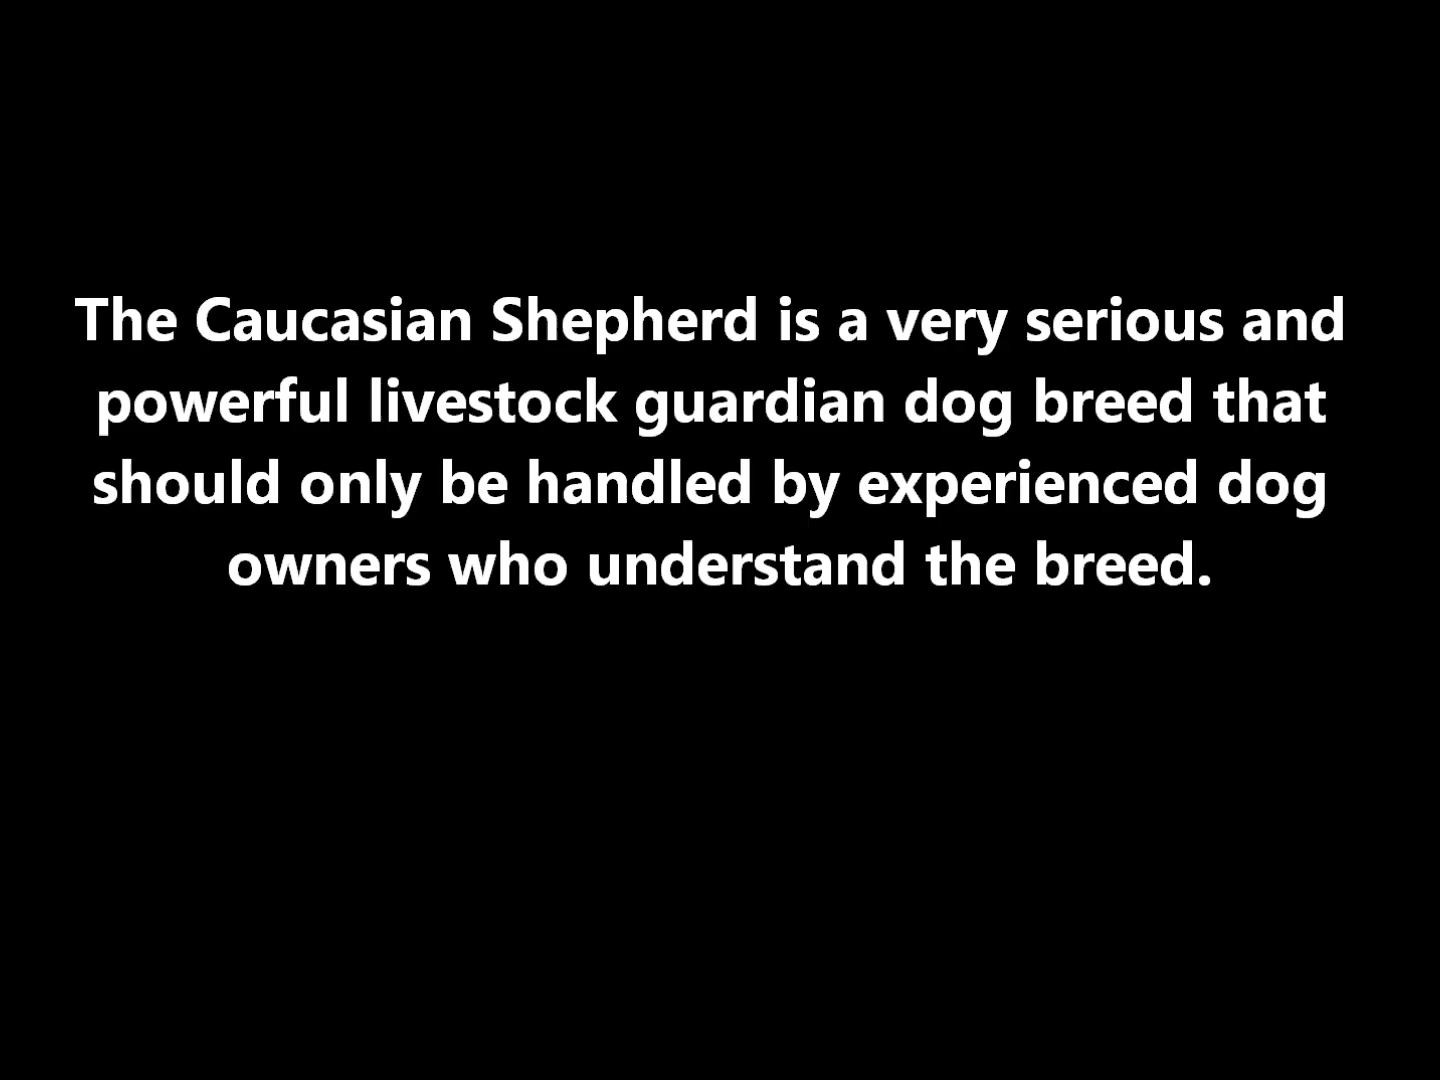 The Caucasian Shepherd is a very serious and
powerful livestock guardian dog breed that
should only be handled by experienced dog
owners who understand the breed.